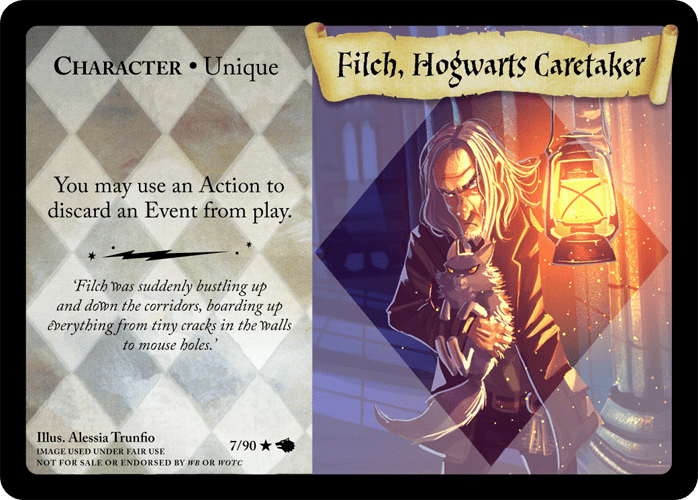 CHARACTER • Unique
Filch, Hogwarts Caretaker
You may use an Action to
discard an Event from play.
'Filch was suddenly bustling up
and down the corridors, boarding up
everything from tiny cracks in the walls
to mouse holes.'
Illus. Alessia Trunfio
IMAGE USED UNDER FAIR USE
NOT FOR SALE OR ENDORSED BY WB OR WOTC
7/90 ★